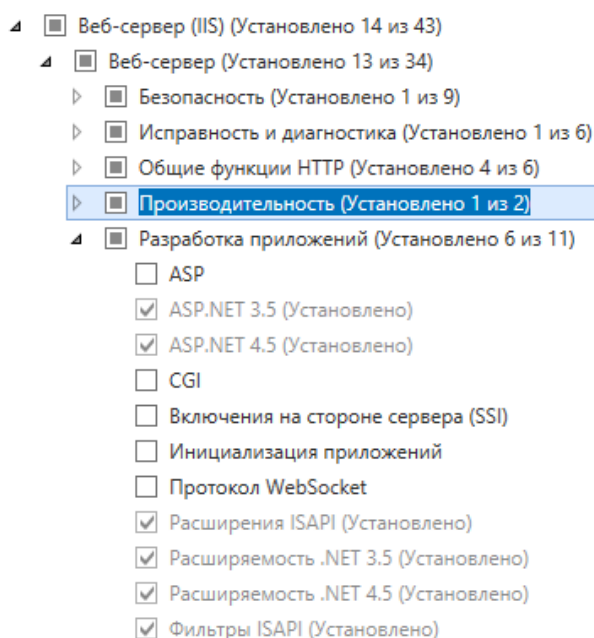 Веб-сервер (IIS) (Установлено 14 из 43)
Веб-сервер (Установлено 13 из 34)
Безопасность (Установлено 1 из 9)
Исправность и диагностика (Установлено 1 из 6)
Общие функции HTTP (Установлено 4 из 6)
Производительность (Установлено 1 из 2)
Разработка приложений (Установлено 6 из 11)
ASP
ASP.NET 3.5 (Установлено)
ASP.NET 4.5 (Установлено)
CGI
Включения на стороне сервера (SSI)
Инициализация приложений
Протокол WebSocket
Расширения ISAPI (Установлено)
Расширяемость .NET 3.5 (Установлено)
Расширяемость .NET 4.5 (Установлено)
Фильтры ISAPI (Установлено)